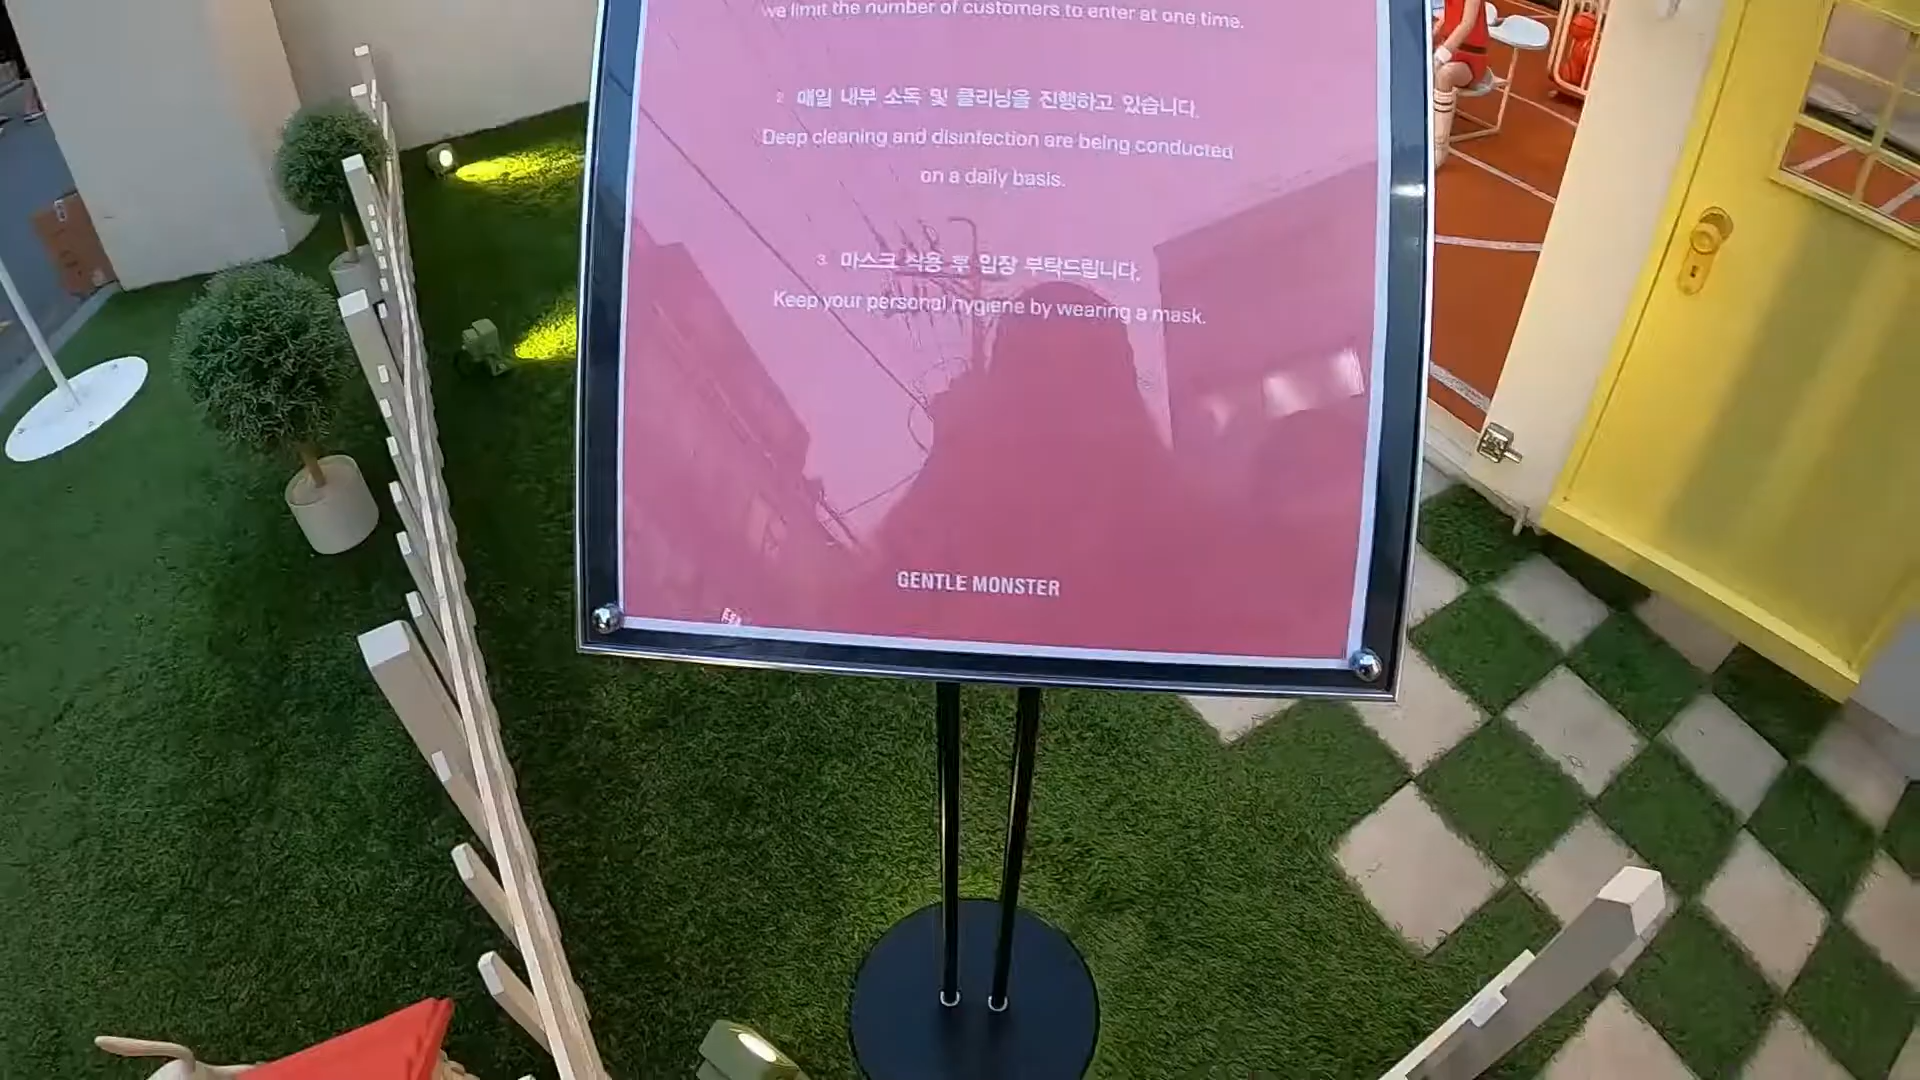 we limit the number of customers to enter at one time.
2 매일 내부 소독 및 클리닝을 진행하고 있습니다.
Deep cleaning and disinfection are being conducted
on a daily basis.
3 마스크 착용 후 입장 부탁드립니다.
Keep your personal hygiene by wearing a mask.
GENTLE MONSTER